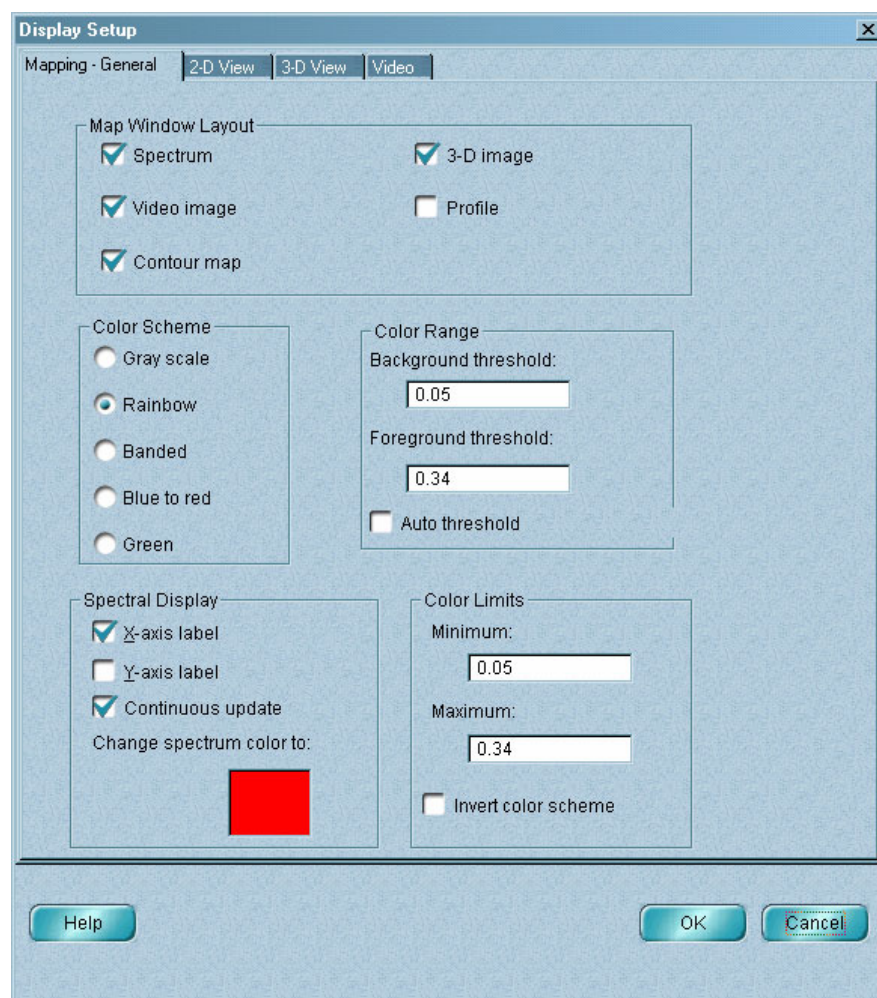 Display Setup
Mapping - General
2-D View
3-D View
Video
Map Window Layout
Spectrum
3-D image
Video image
Profile
Contour map
Color Scheme
Gray scale
Rainbow
Banded
Blue to red
Green
Color Range
Background threshold:
0.05
Foreground threshold:
0.34
Auto threshold
Spectral Display
X-axis label
Y-axis label
Continuous update
Change spectrum color to:
Color Limits
Minimum:
0.05
Maximum:
0.34
Invert color scheme
Help
OK
Cancel